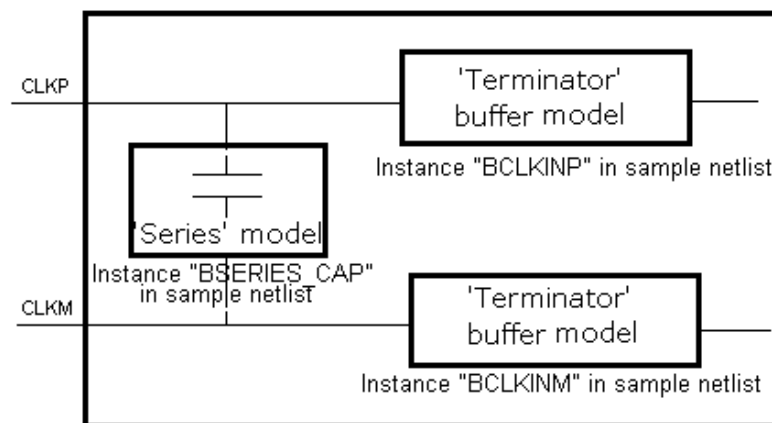 CLKP
'Terminator'
buffer model
Instance "BCLKINP" in sample netlist
'Series' model
Instance "BSERIES_CAP"
in sample netlist
CLKM
'Terminator'
buffer model
Instance "BCLKINM" in sample netlist